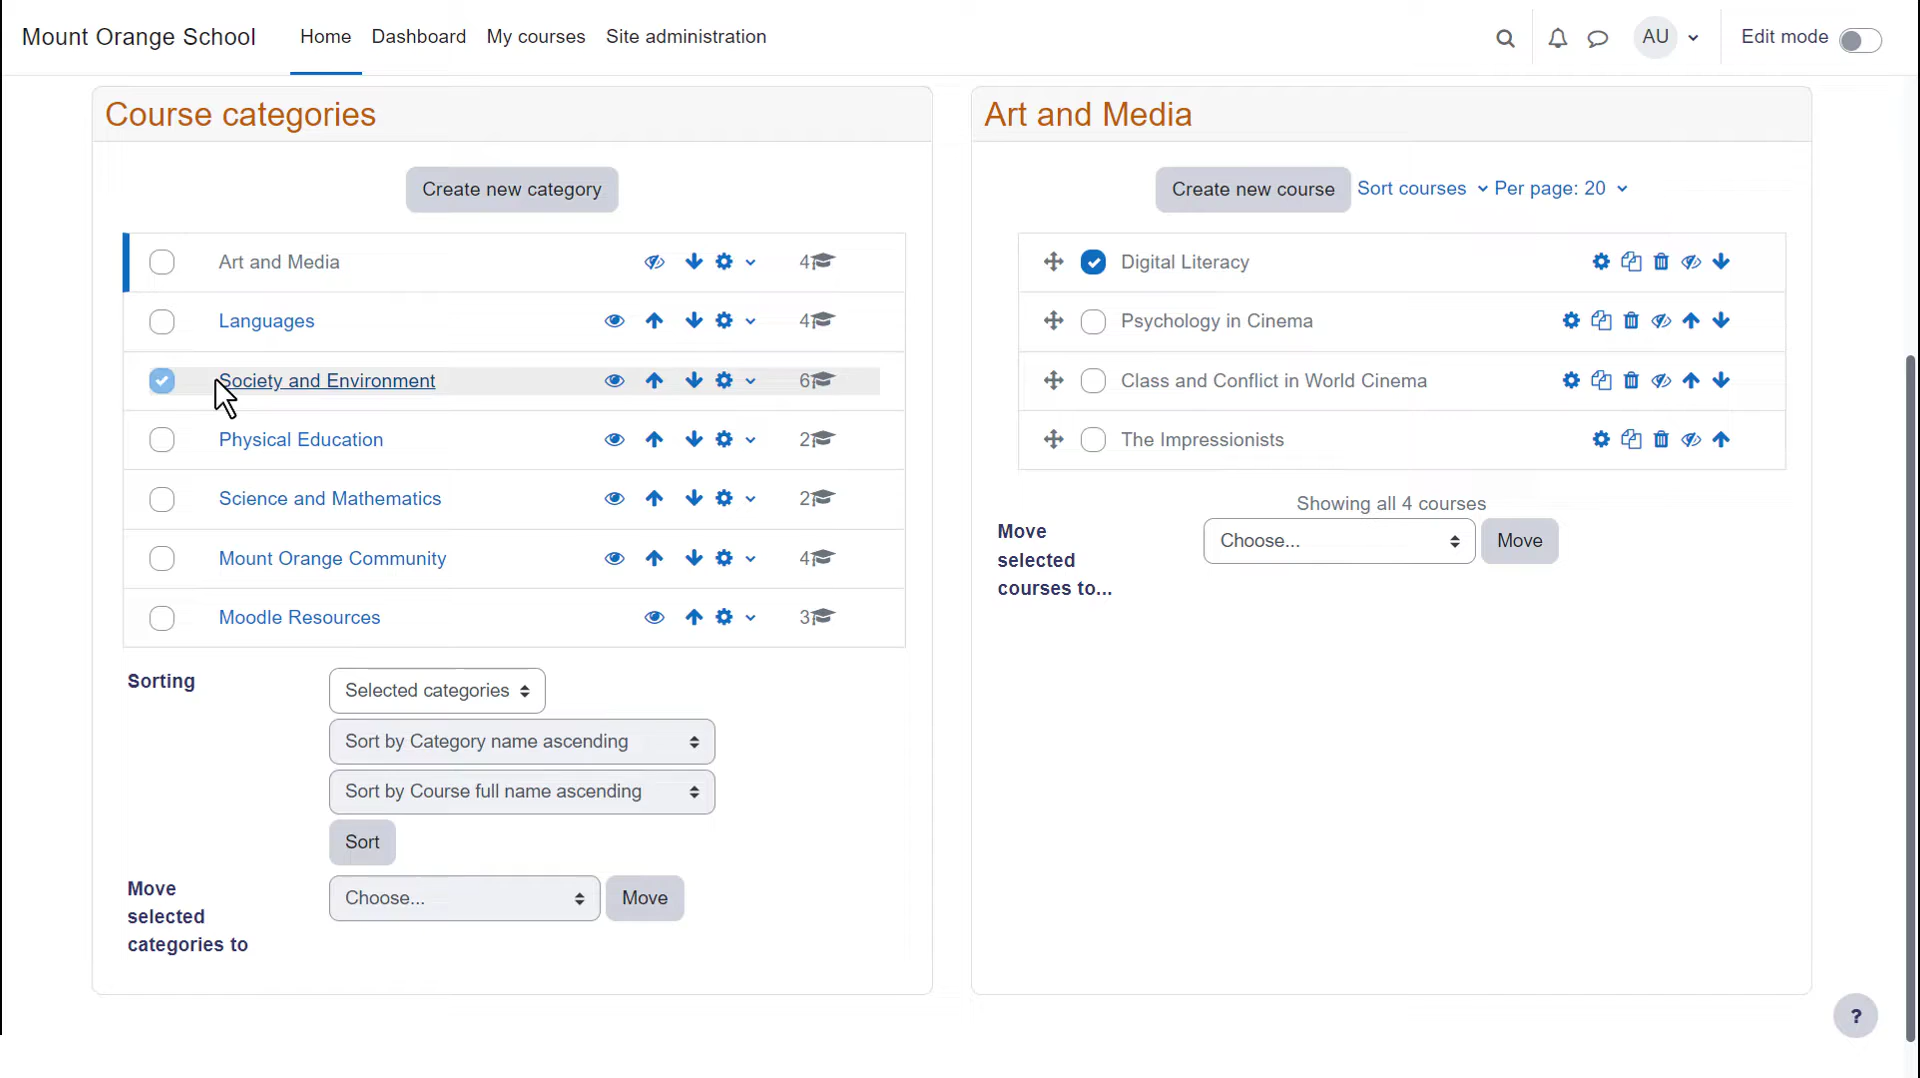 Mount Orange School Home Dashboard My courses Site administration AU Edit mode
Course categories
Create new category
Art and Media 4
Languages 4
Society and Environment 6
Physical Education 2
Science and Mathematics 2
Mount Orange Community 4
Moodle Resources 3
Sorting
Selected categories
Sort by Category name ascending
Sort by Course full name ascending
Sort
Move
selected
categories to
Choose... Move
Art and Media
Create new course Sort courses Per page: 20
Digital Literacy
Psychology in Cinema
Class and Conflict in World Cinema
The Impressionists
Showing all 4 courses
Move
selected
courses to...
Choose... Move
?